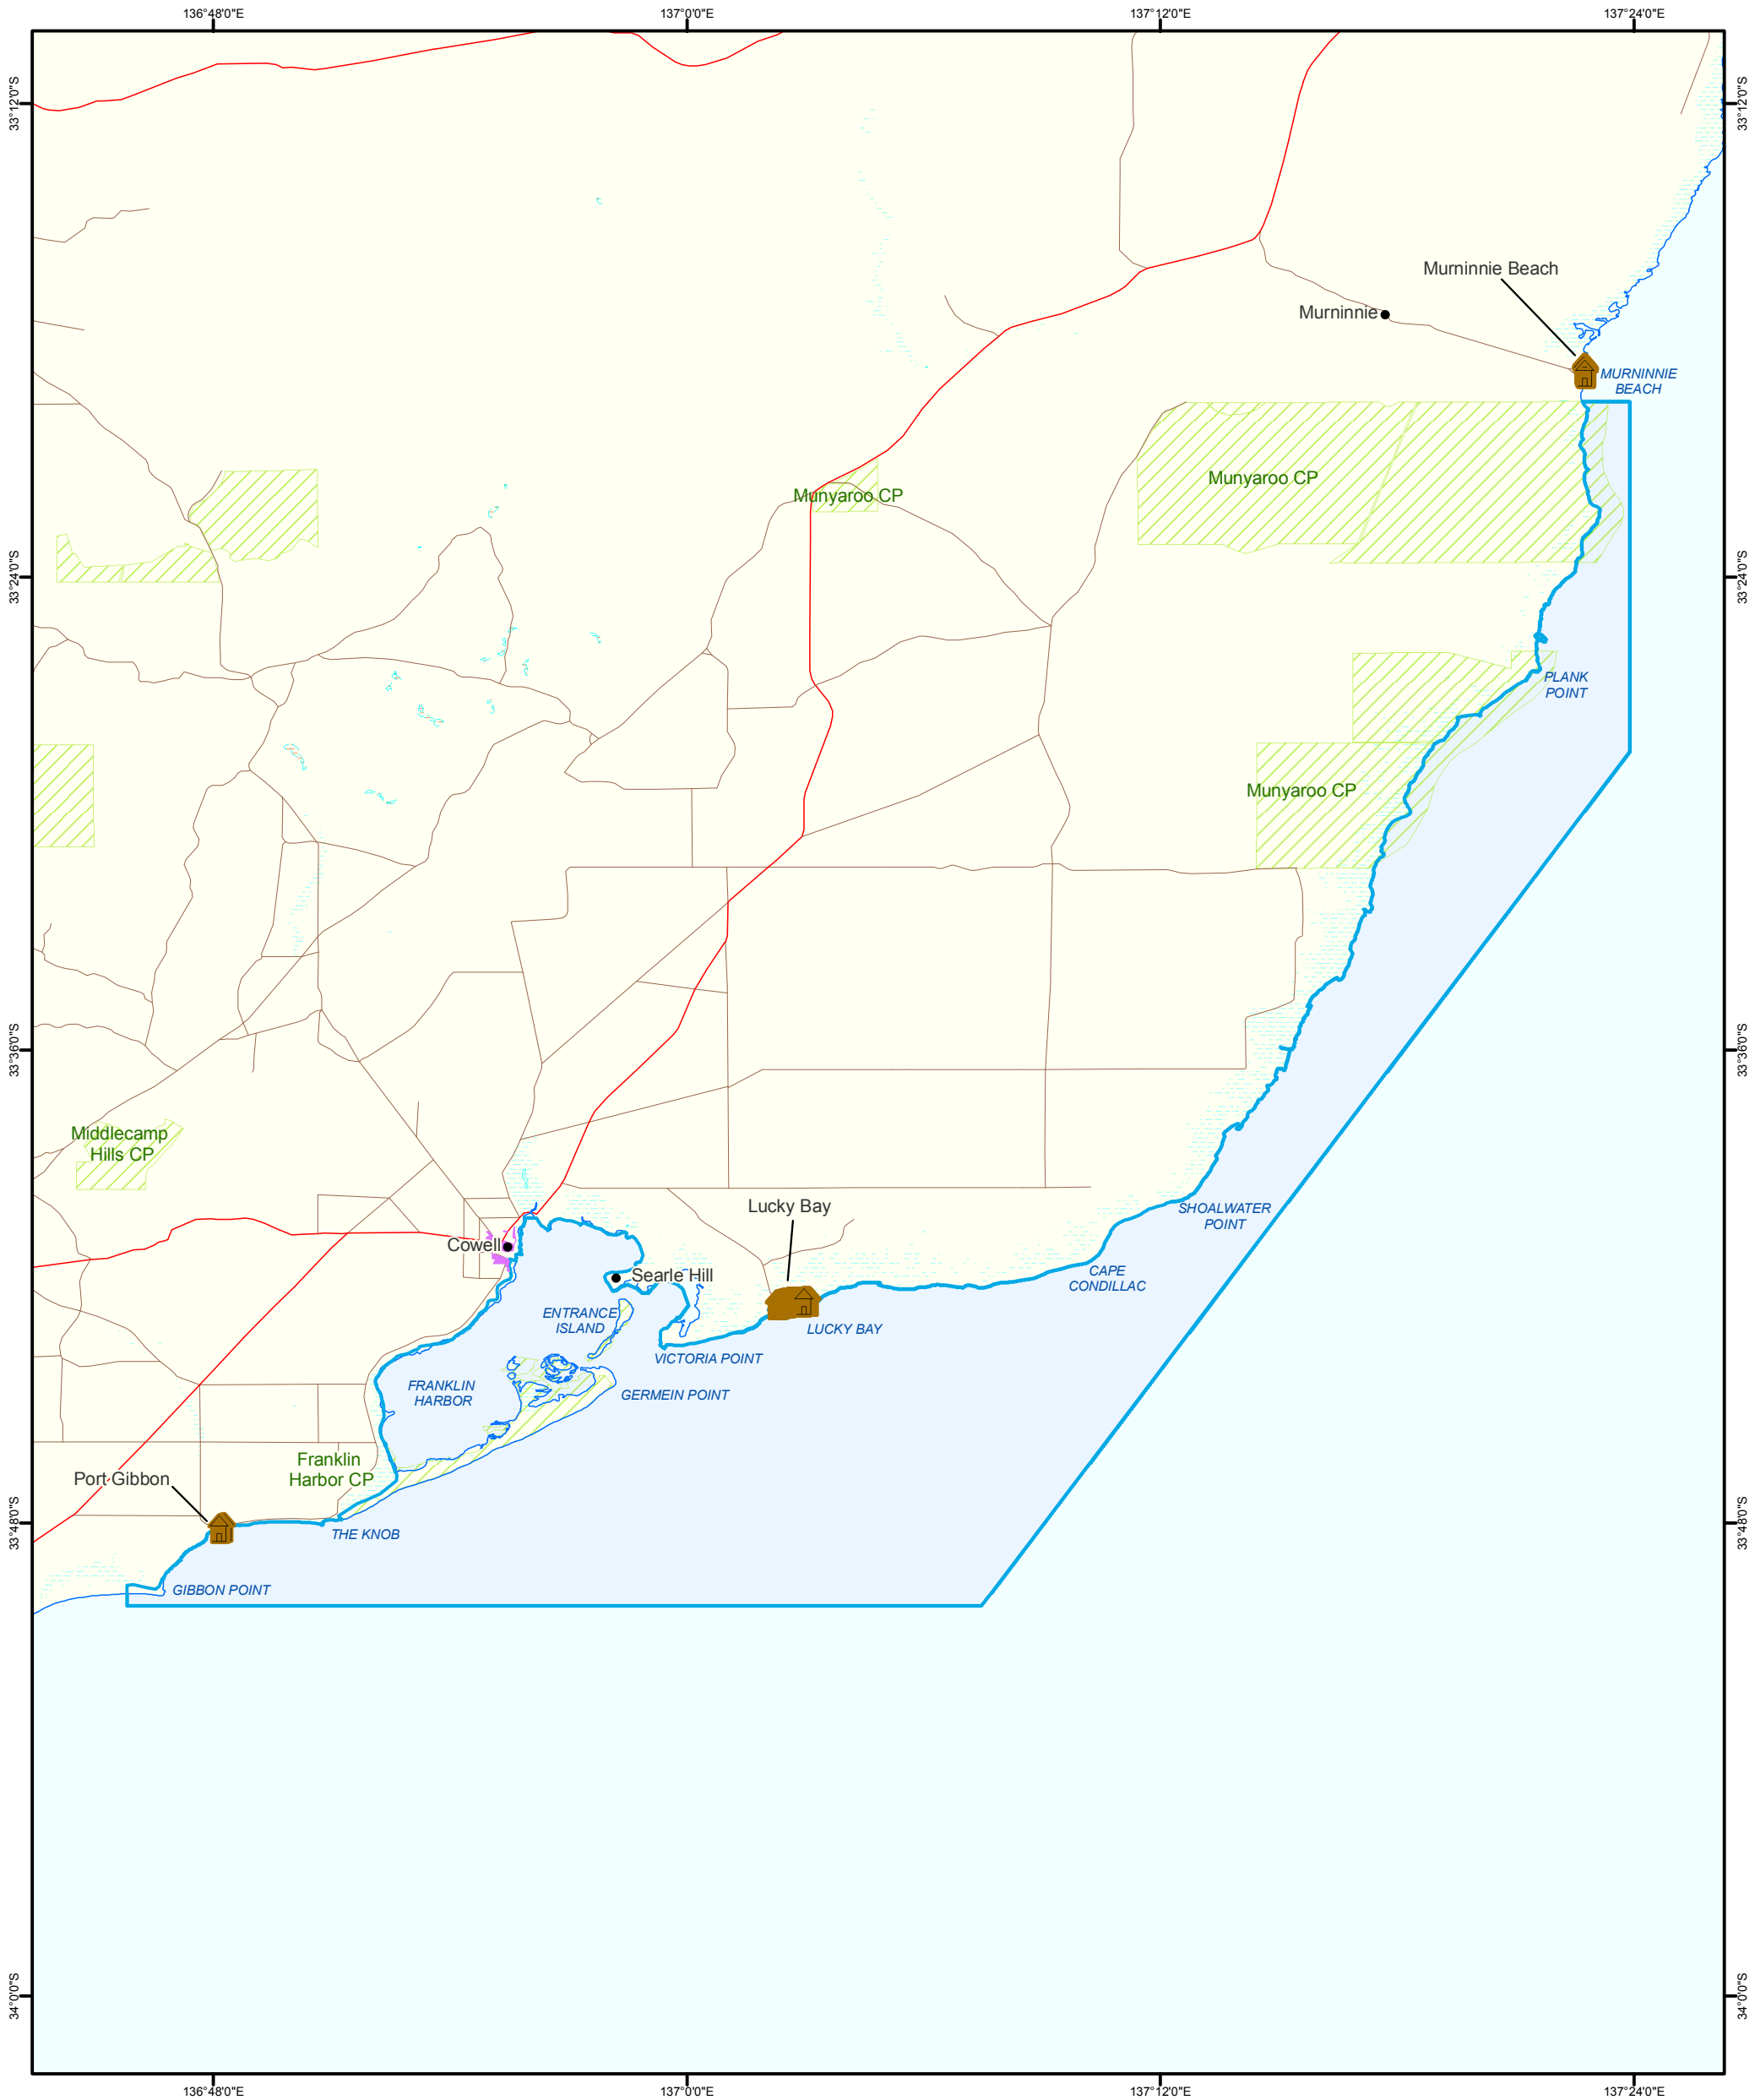 136°48'0"E
137°0'0"E
137°12'0"E
137°24'0"E
33°12'0"S
33°12'0"S
Murninnie Beach
Murninnie
MURNINNIE
BEACH
Munyaroo CP
Munyaroo CP
33°24'0"S
33°24'0"S
PLANK
POINT
Munyaroo CP
33°36'0"S
33°36'0"S
Middlecamp
Hills CP
Lucky Bay
SHOALWATER
POINT
Cowell
Searle Hill
CAPE
CONDILLAC
ENTRANCE
ISLAND
LUCKY BAY
VICTORIA POINT
FRANKLIN
HARBOR
GERMEIN POINT
Franklin
Harbor CP
Port Gibbon
33°48'0"S
33°48'0"S
THE KNOB
GIBBON POINT
34°0'0"S
34°0'0"S
136°48'0"E
137°0'0"E
137°12'0"E
137°24'0"E